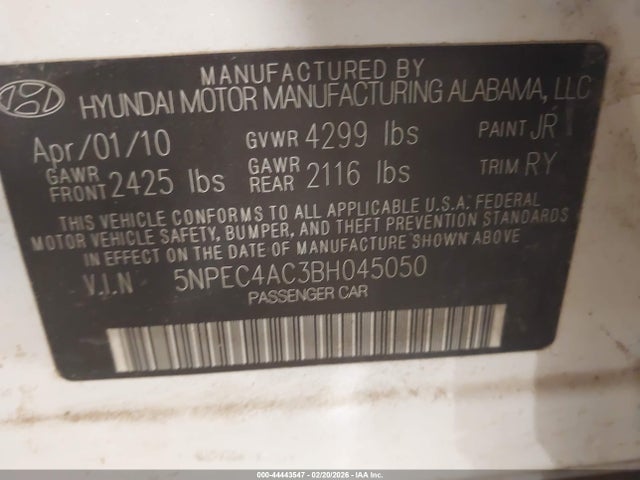 MANUFACTURED BY
HYUNDAI MOTOR MANUFACTURING ALABAMA, LLC
Apr/01/10 GVWR 4299 lbs PAINT JR
GAWR FRONT 2425 lbs GAWR REAR 2116 lbs TRIM RY
THIS VEHICLE CONFORMS TO ALL APPLICABLE U.S.A. FEDERAL
MOTOR VEHICLE SAFETY, BUMPER, AND THEFT PREVENTION STANDARDS
IN EFFECT ON THE DATE OF MANUFACTURE SHOWN ABOVE
V.I.N 5NPEC4AC3BH045050
PASSENGER CAR
000-44443547 - 02/20/2026 - IAA Inc.